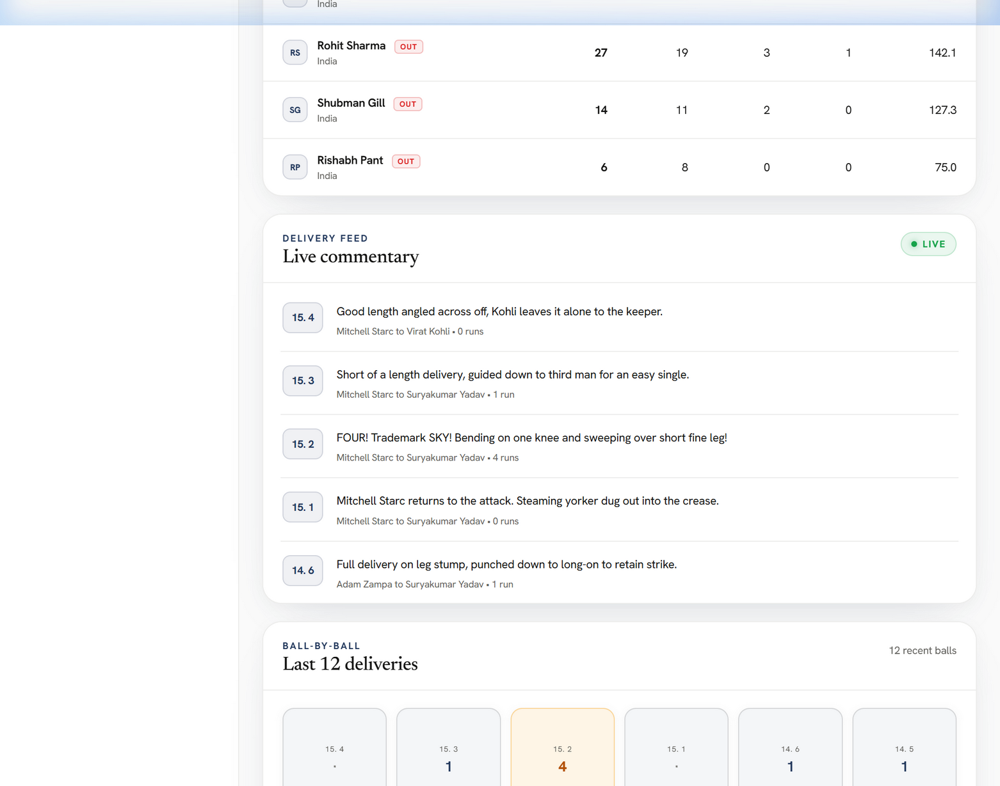 India
RS
Rohit Sharma OUT
India
27 19 3 1 142.1
SG
Shubman Gill OUT
India
14 11 2 0 127.3
RP
Rishabh Pant OUT
India
6 8 0 0 75.0
DELIVERY FEED
Live commentary
LIVE
15. 4
Good length angled across off, Kohli leaves it alone to the keeper.
Mitchell Starc to Virat Kohli • 0 runs
15. 3
Short of a length delivery, guided down to third man for an easy single.
Mitchell Starc to Suryakumar Yadav • 1 run
15. 2
FOUR! Trademark SKY! Bending on one knee and sweeping over short fine leg!
Mitchell Starc to Suryakumar Yadav • 4 runs
15. 1
Mitchell Starc returns to the attack. Steaming yorker dug out into the crease.
Mitchell Starc to Suryakumar Yadav • 0 runs
14. 6
Full delivery on leg stump, punched down to long-on to retain strike.
Adam Zampa to Suryakumar Yadav • 1 run
BALL-BY-BALL
Last 12 deliveries
12 recent balls
15. 4 15. 3 15. 2 15. 1 14. 6 14. 5
· 1 4 · 1 1